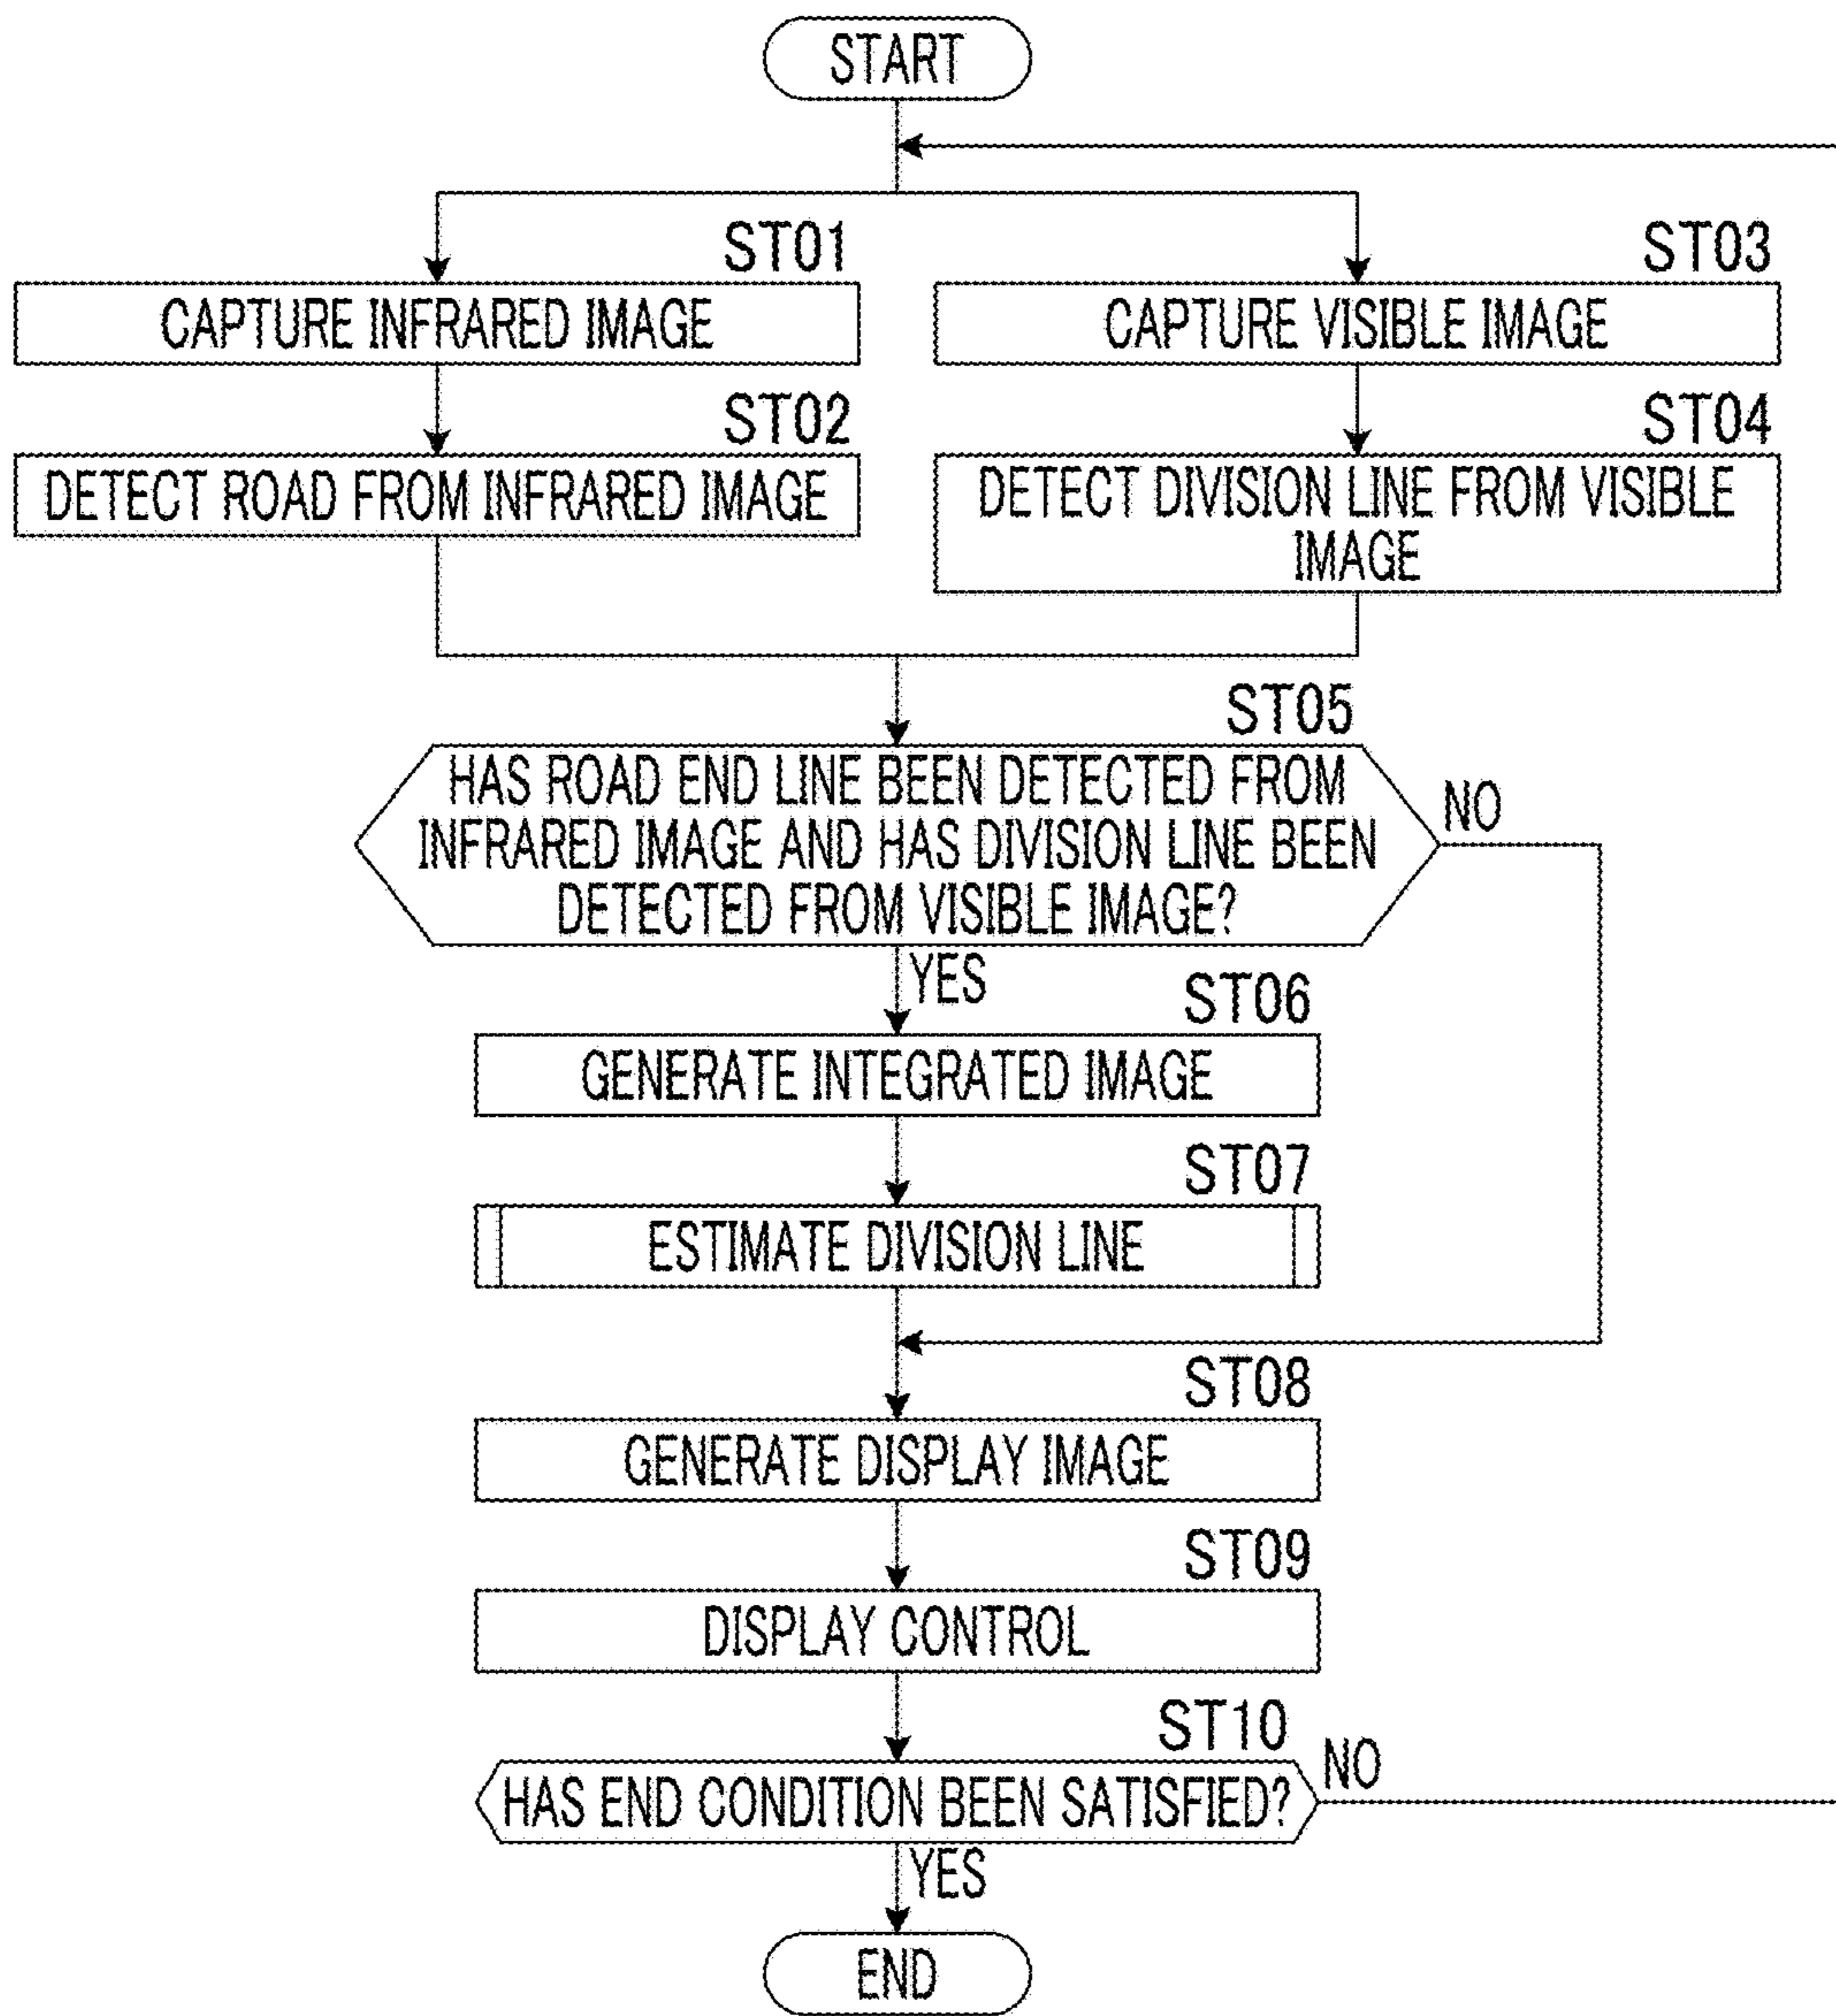 START
ST01
CAPTURE INFRARED IMAGE
ST02
DETECT ROAD FROM INFRARED IMAGE
ST03
CAPTURE VISIBLE IMAGE
ST04
DETECT DIVISION LINE FROM VISIBLE
IMAGE
ST05
HAS ROAD END LINE BEEN DETECTED FROM
INFRARED IMAGE AND HAS DIVISION LINE BEEN
DETECTED FROM VISIBLE IMAGE?
NO
YES
ST06
GENERATE INTEGRATED IMAGE
ST07
ESTIMATE DIVISION LINE
ST08
GENERATE DISPLAY IMAGE
ST09
DISPLAY CONTROL
ST10
HAS END CONDITION BEEN SATISFIED?
NO
YES
END